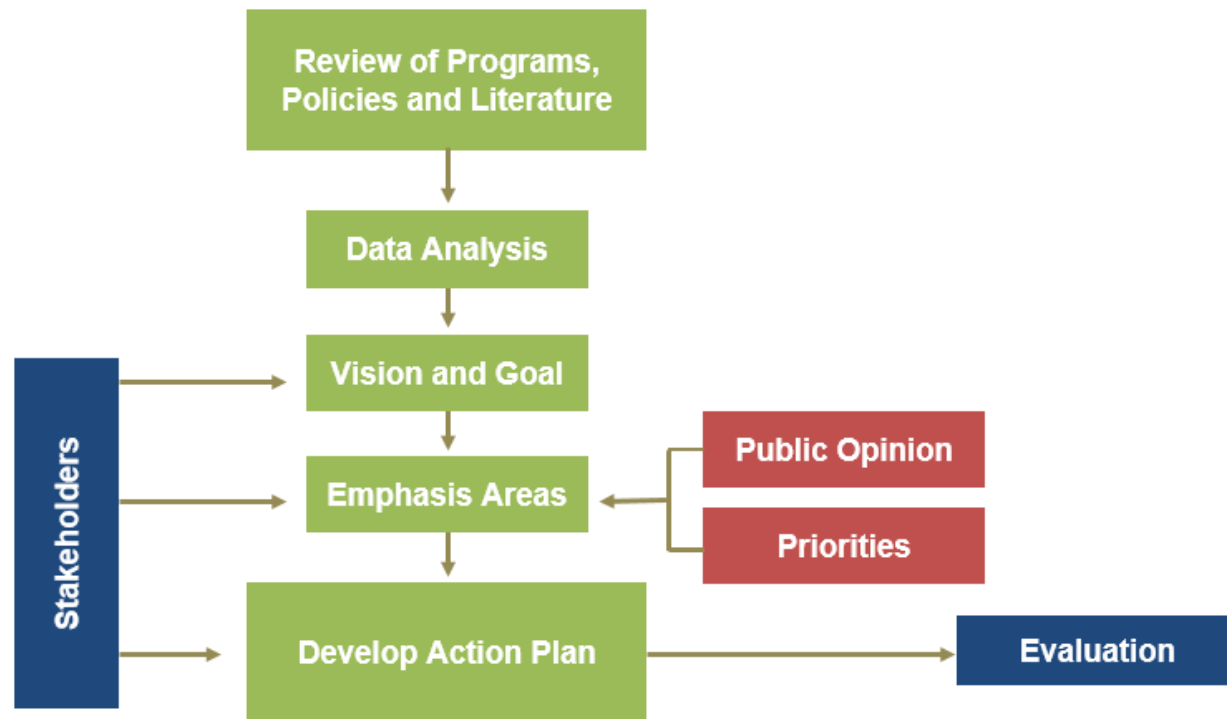 Review of Programs,
Policies and Literature
Data Analysis
Vision and Goal
Emphasis Areas
Public Opinion
Priorities
Stakeholders
Develop Action Plan
Evaluation